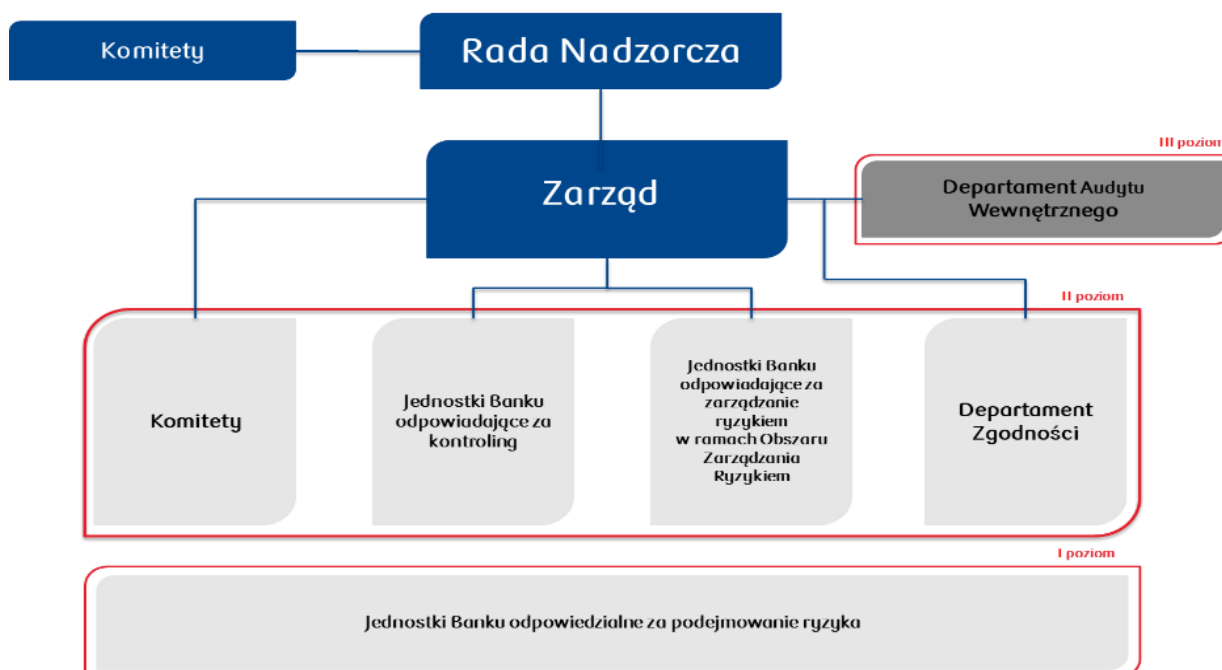 Komitety
Rada Nadzorcza
Zarząd
III poziom
Departament Audytu
Wewnętrznego
II poziom
Komitety
Jednostki Banku
odpowiadające za
kontroling
Jednostki Banku
odpowiadające za
zarządzanie
ryzykiem
w ramach Obszaru
Zarządzania
Ryzykiem
Departament
Zgodności
I poziom
Jednostki Banku odpowiedzialne za podejmowanie ryzyka